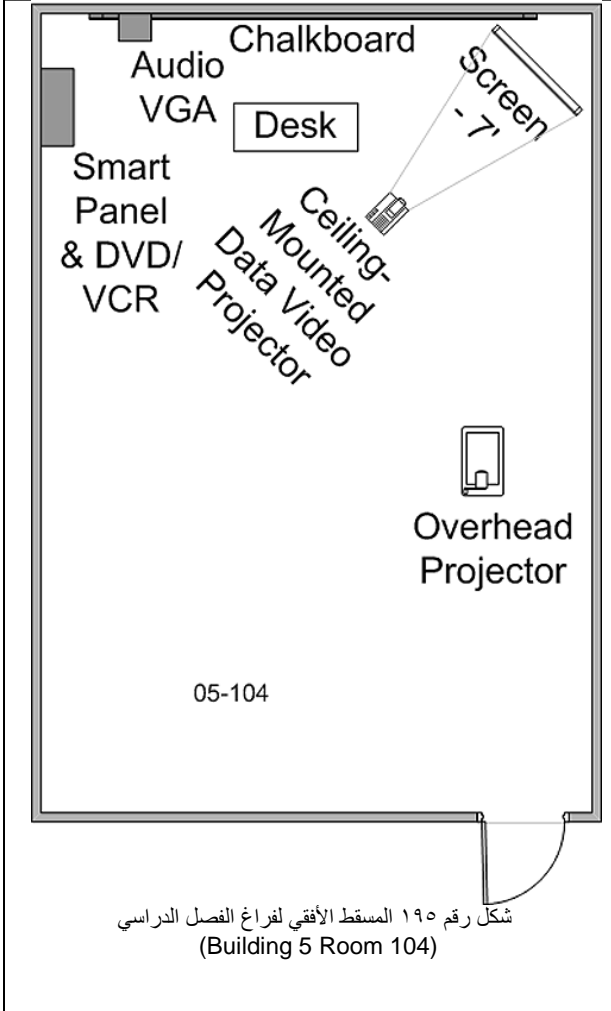 Chalkboard
Audio
VGA
Desk
Screen
- 7'
Smart
Panel
& DVD/
VCR
Ceiling-
Mounted
Data Video
Projector
Overhead
Projector
05-104
شكل رقم ١٩٥ المسقط الأفقي لفراغ الفصل الدراسي
(Building 5 Room 104)